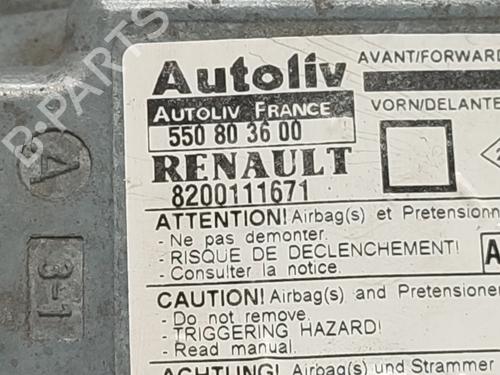 Autoliv
AUTOLIV FRANCE
550 80 36 00
RENAULT
8200111671
AVANT/FORWARD
VORN/DELANTE
ATTENTION! Airbag(s) et Pretensionn
- Ne pas demonter.
- RISQUE DE DECLENCHEMENT!
- Consulter la notice.
CAUTION! Airbag(s) and Pretensioner
- Do not remove.
- TRIGGERING HAZARD!
- Read manual.
ACHTUNG! Airbag(s) und Strammer
A
A
3-1
B-PARTS